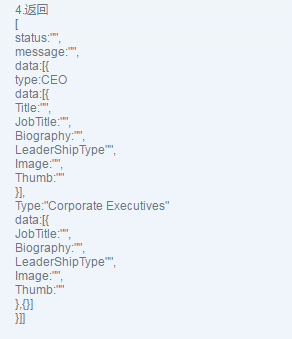 4.返回
[
status:"",
message:"",
data:[{
type:CEO
data:[{
Title:"",
JobTitle:"",
Biography:"",
LeaderShipType"",
Image:"",
Thumb:""
}],
Type:"Corporate Executives"
data:[{
JobTitle:"",
Biography:"",
LeaderShipType"",
Image:"",
Thumb:""
},{}]
}]]